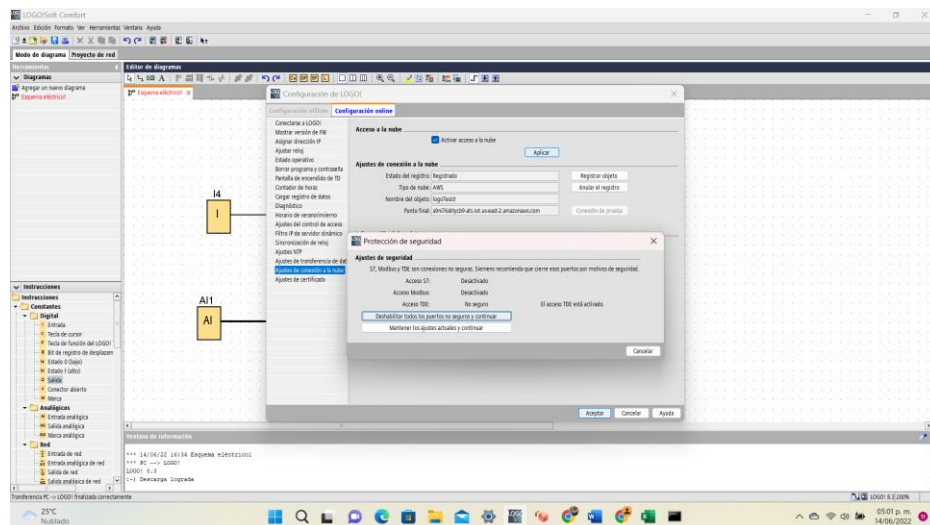 LOGO!Soft Comfort
Archivo Edición Formato Ver Herramientas Ventana Ayuda
Modo de diagrama Proyecto de red
Herramientas
Diagramas
Agregar un nuevo diagrama
Esquema eléctrico1
Editor de diagramas
Esquema eléctrico1
I4
I
AI1
AI
Instrucciones
Instrucciones
Constantes
Digital
Entrada
Tecla de cursor
Tecla de función del LOGO!
Bit de registro de desplazam
Estado 0 (bajo)
Estado 1 (alto)
Salida
Conector abierto
Marca
Analógicos
Entrada analógica
Salida analógica
Marca analógica
Red
Entrada de red
Entrada analógica de red
Salida de red
Salida analógica de red
Configuración de LOGO!
Configuración offline Configuración online
Conectarse a LOGO!
Mostrar versión de FW
Asignar dirección IP
Ajustar reloj
Estado operativo
Borrar programa y contraseña
Pantalla de encendido de TD
Contador de horas
Cargar registro de datos
Diagnóstico
Horario de verano/invierno
Ajustes del control de acceso
Filtro IP de servidor dinámico
Sincronización de reloj
Ajustes NTP
Ajustes de transferencia de dat
Ajustes de conexión a la nube
Ajustes de certificado
Acceso a la nube
Activar acceso a la nube
Aplicar
Ajustes de conexión a la nube
Estado del registro: Registrado
Registrar objeto
Tipo de nube: AWS
Anular el registro
Nombre del objeto:
Punto final:
Conexión de prueba
Protección de seguridad
Ajustes de seguridad
S7, Modbus y TDE son conexiones no seguras. Siemens recomienda que cierre esos puertos por motivos de seguridad.
Acceso S7: Desactivado
Acceso Modbus: Desactivado
Acceso TDE: No seguro El acceso TDE está activado.
Deshabilitar todos los puertos no seguros y continuar
Mantener los ajustes actuales y continuar
Cancelar
Aceptar Cancelar Ayuda
Ventana de información
*** 14/06/22 16:34 Esquema eléctrico1
*** PC --> LOGO!
LOGO! 8.3
:-) Descarga lograda
Transferencia PC -> LOGO! finalizada correctamente
LOGO! 8.3 200%
25°C
Nublado
05:01 p. m.
14/06/2022